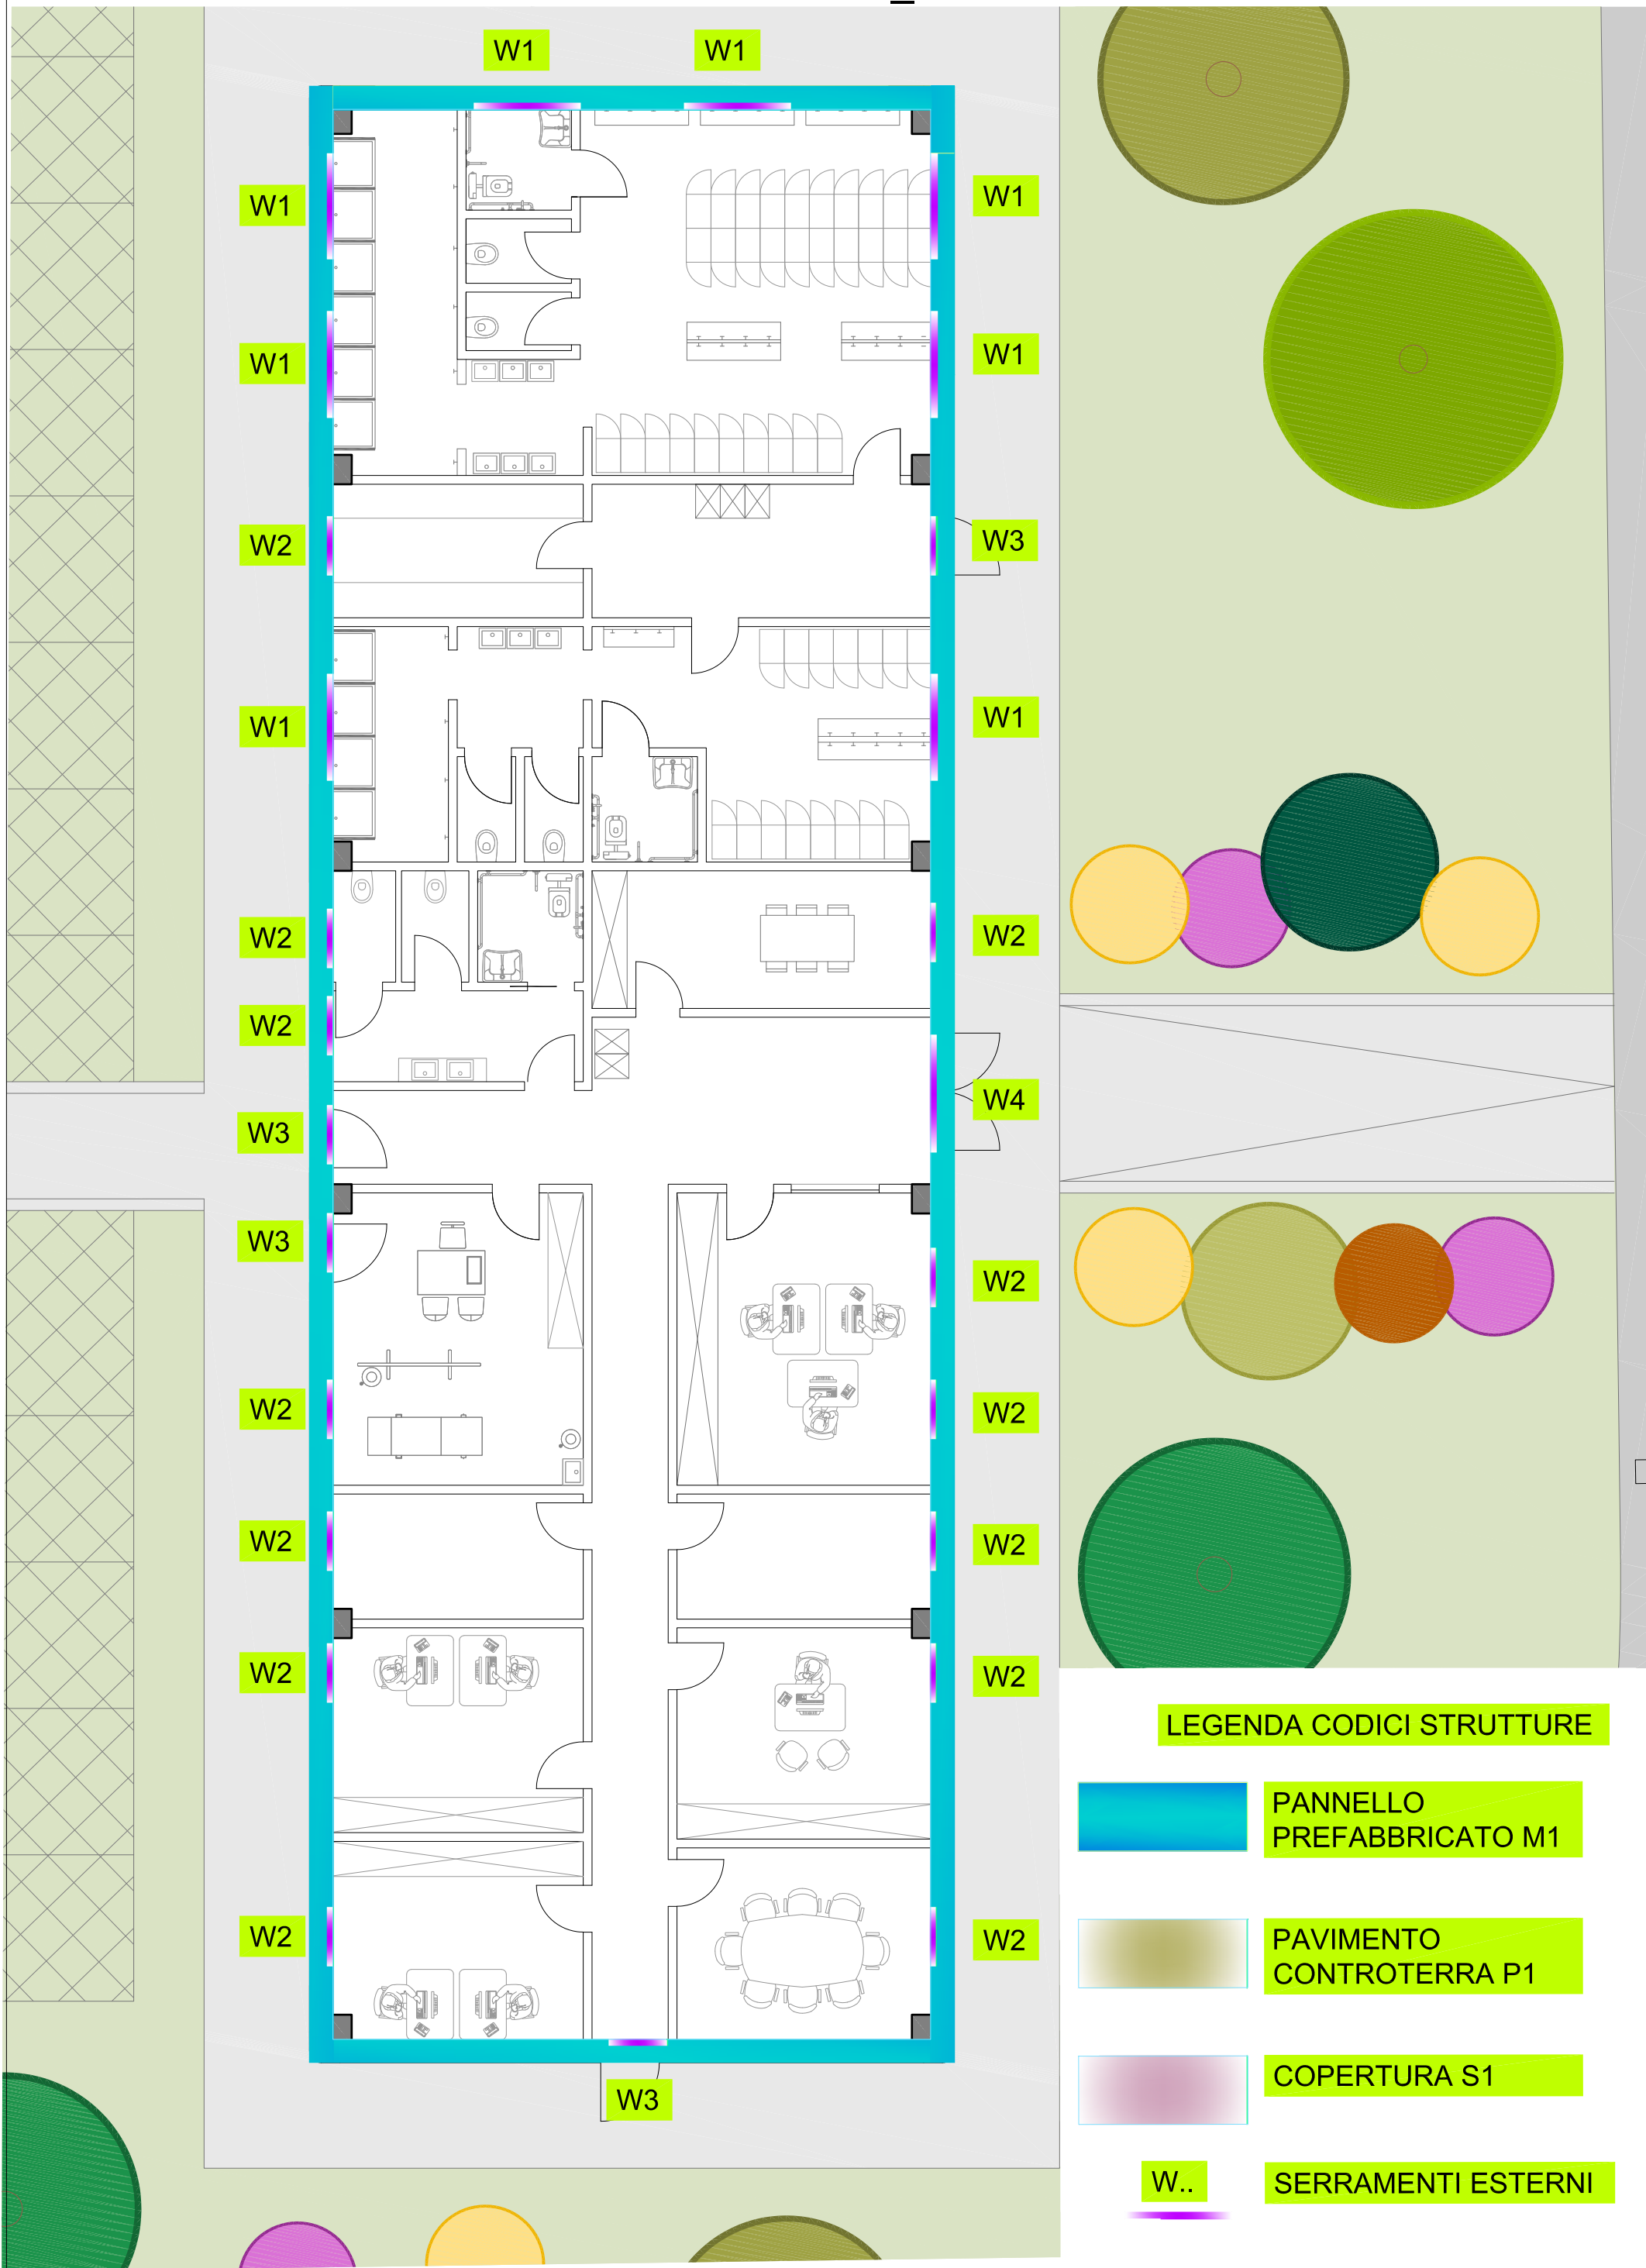 W1 W1
W1 W1
W1 W1
W2 W3
W1 W1
W2 W2
W2
W4
W3
W3
W2
W2 W2
W2 W2
W2 W2
LEGENDA CODICI STRUTTURE
PANNELLO
PREFABBRICATO M1
W2 W2
PAVIMENTO
CONTROTERRA P1
COPERTURA S1
W3
W.. SERRAMENTI ESTERNI